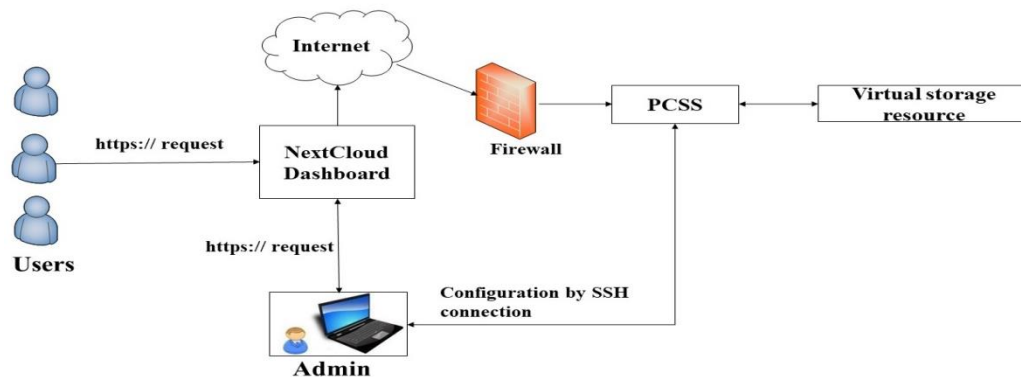 Internet
https:// request
NextCloud
Dashboard
Firewall
PCSS
Virtual storage
resource
Users
https:// request
Configuration by SSH
connection
Admin